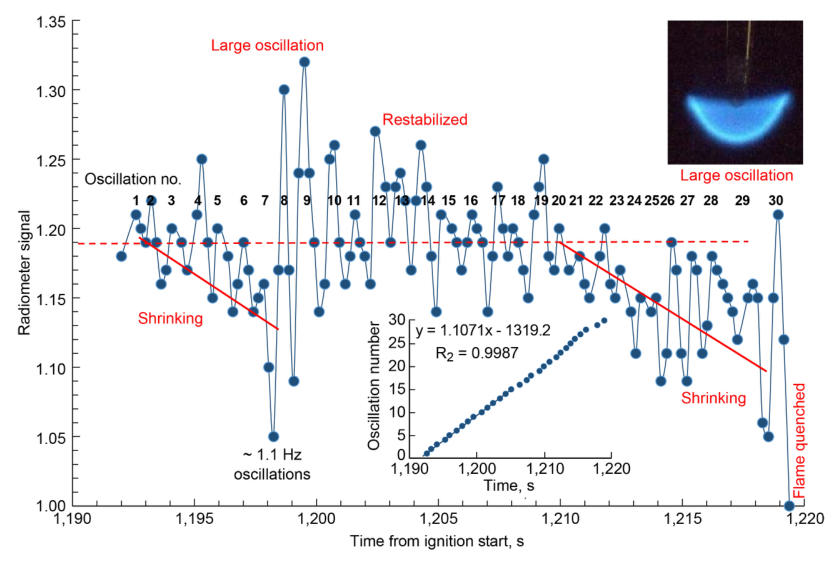 1.35
1.30
1.25
1.20
1.15
1.10
1.05
1.00
Radiometer signal
1,190
1,195
1,200
1,205
1,210
1,215
1,220
Time from ignition start, s
Large oscillation
Restabilized
Oscillation no.
1 2 3 4 5 6 7 8 9 10 11 12 13 14 15 16 17 18 19 20 21 22 23 24 25 26 27 28 29 30
Shrinking
~ 1.1 Hz
oscillations
Large oscillation
Shrinking
Flame quenched
30
25
20
15
10
5
0
Oscillation number
y = 1.1071x - 1319.2
R2 = 0.9987
1,190
1,200
1,210
1,220
Time, s